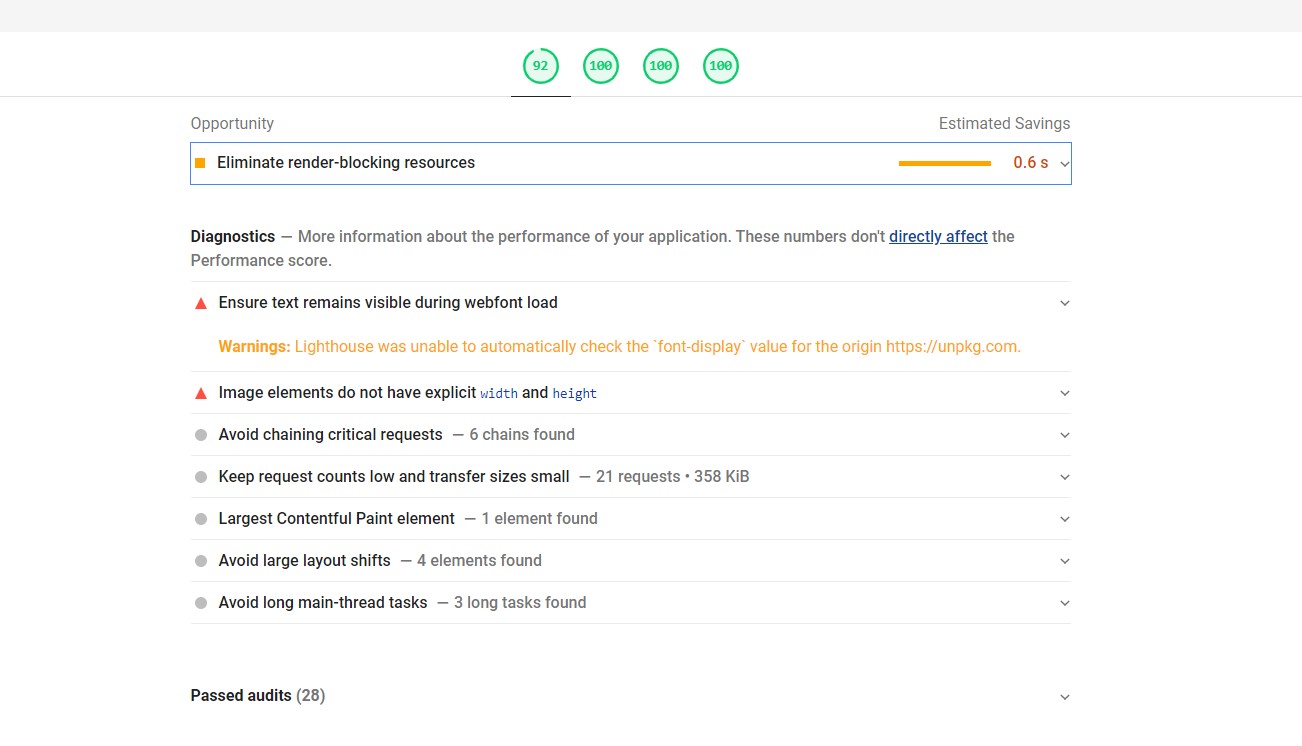 92 100 100 100
Opportunity Estimated Savings
Eliminate render-blocking resources 0.6 s
Diagnostics — More information about the performance of your application. These numbers don't directly affect the
Performance score.
Ensure text remains visible during webfont load
Warnings: Lighthouse was unable to automatically check the `font-display` value for the origin https://unpkg.com.
Image elements do not have explicit width and height
Avoid chaining critical requests — 6 chains found
Keep request counts low and transfer sizes small — 21 requests • 358 KiB
Largest Contentful Paint element — 1 element found
Avoid large layout shifts — 4 elements found
Avoid long main-thread tasks — 3 long tasks found
Passed audits (28)